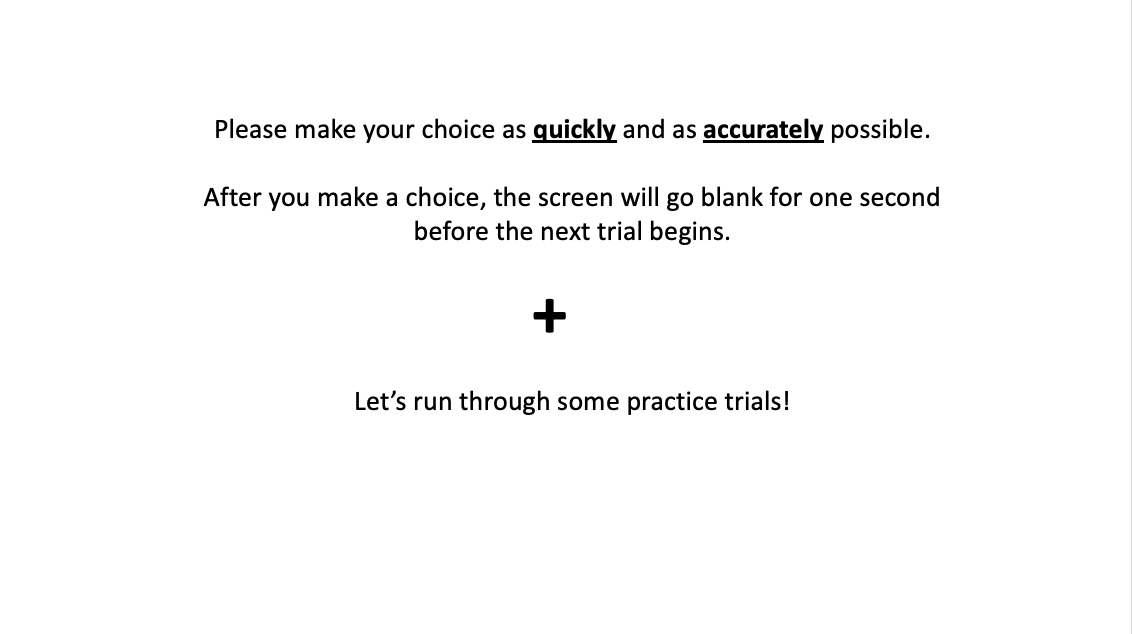 Please make your choice as quickly and as accurately possible.
After you make a choice, the screen will go blank for one second
before the next trial begins.
+
Let’s run through some practice trials!